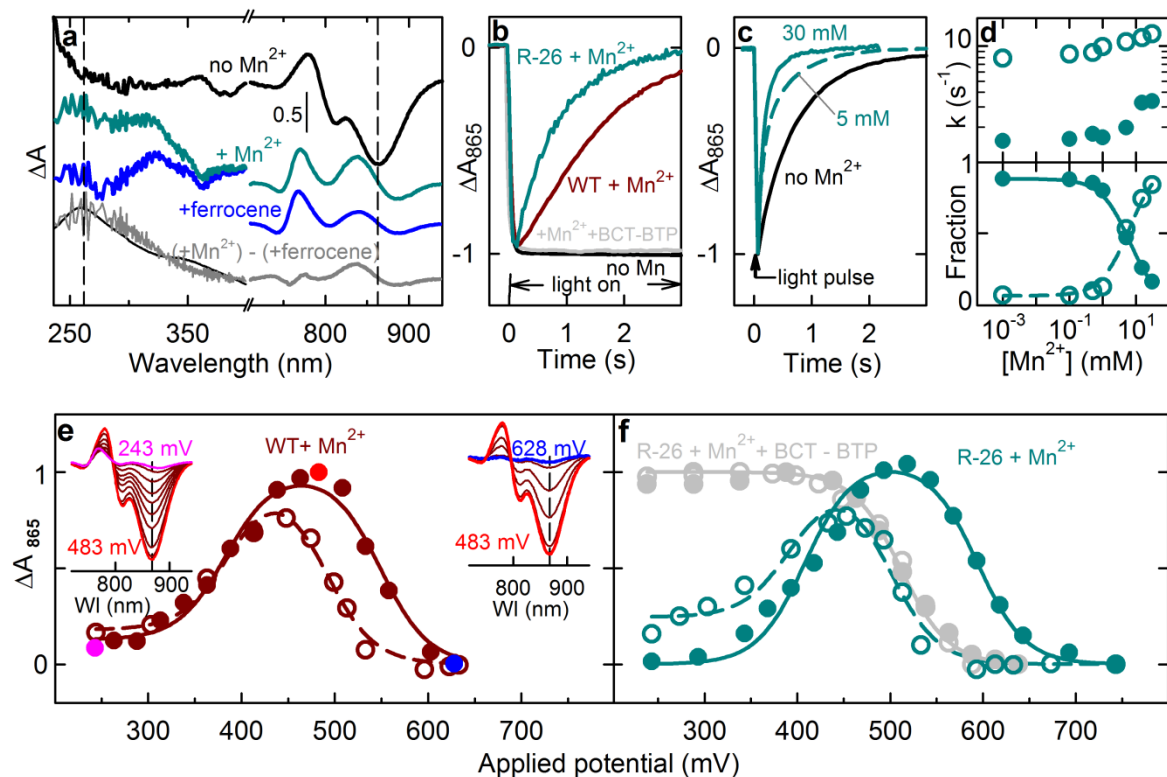 a
no Mn²⁺
0.5
+ Mn²⁺
+ferrocene
(+Mn²⁺) - (+ferrocene)
ΔA
250 350 780 900
Wavelength (nm)
b
R-26 + Mn²⁺
WT + Mn²⁺
+Mn²⁺+BCT-BTP
no Mn
light on
ΔA₈₆₅
0
-1
0 1 2
Time (s)
c
30 mM
5 mM
no Mn²⁺
light pulse
ΔA₈₆₅
0
-1
0 1 2
Time (s)
d
k (s⁻¹)
10
1
Fraction
1
0
10⁻³ 10⁻¹ 10¹
[Mn²⁺] (mM)
e
243 mV
483 mV
800 900
Wl (nm)
WT+ Mn²⁺
628 mV
483 mV
800 900
Wl (nm)
ΔA ₈₆₅
1
0
300 400 500 600 700
f
R-26 + Mn²⁺ + BCT - BTP
R-26 + Mn²⁺
300 400 500 600 700
Applied potential (mV)